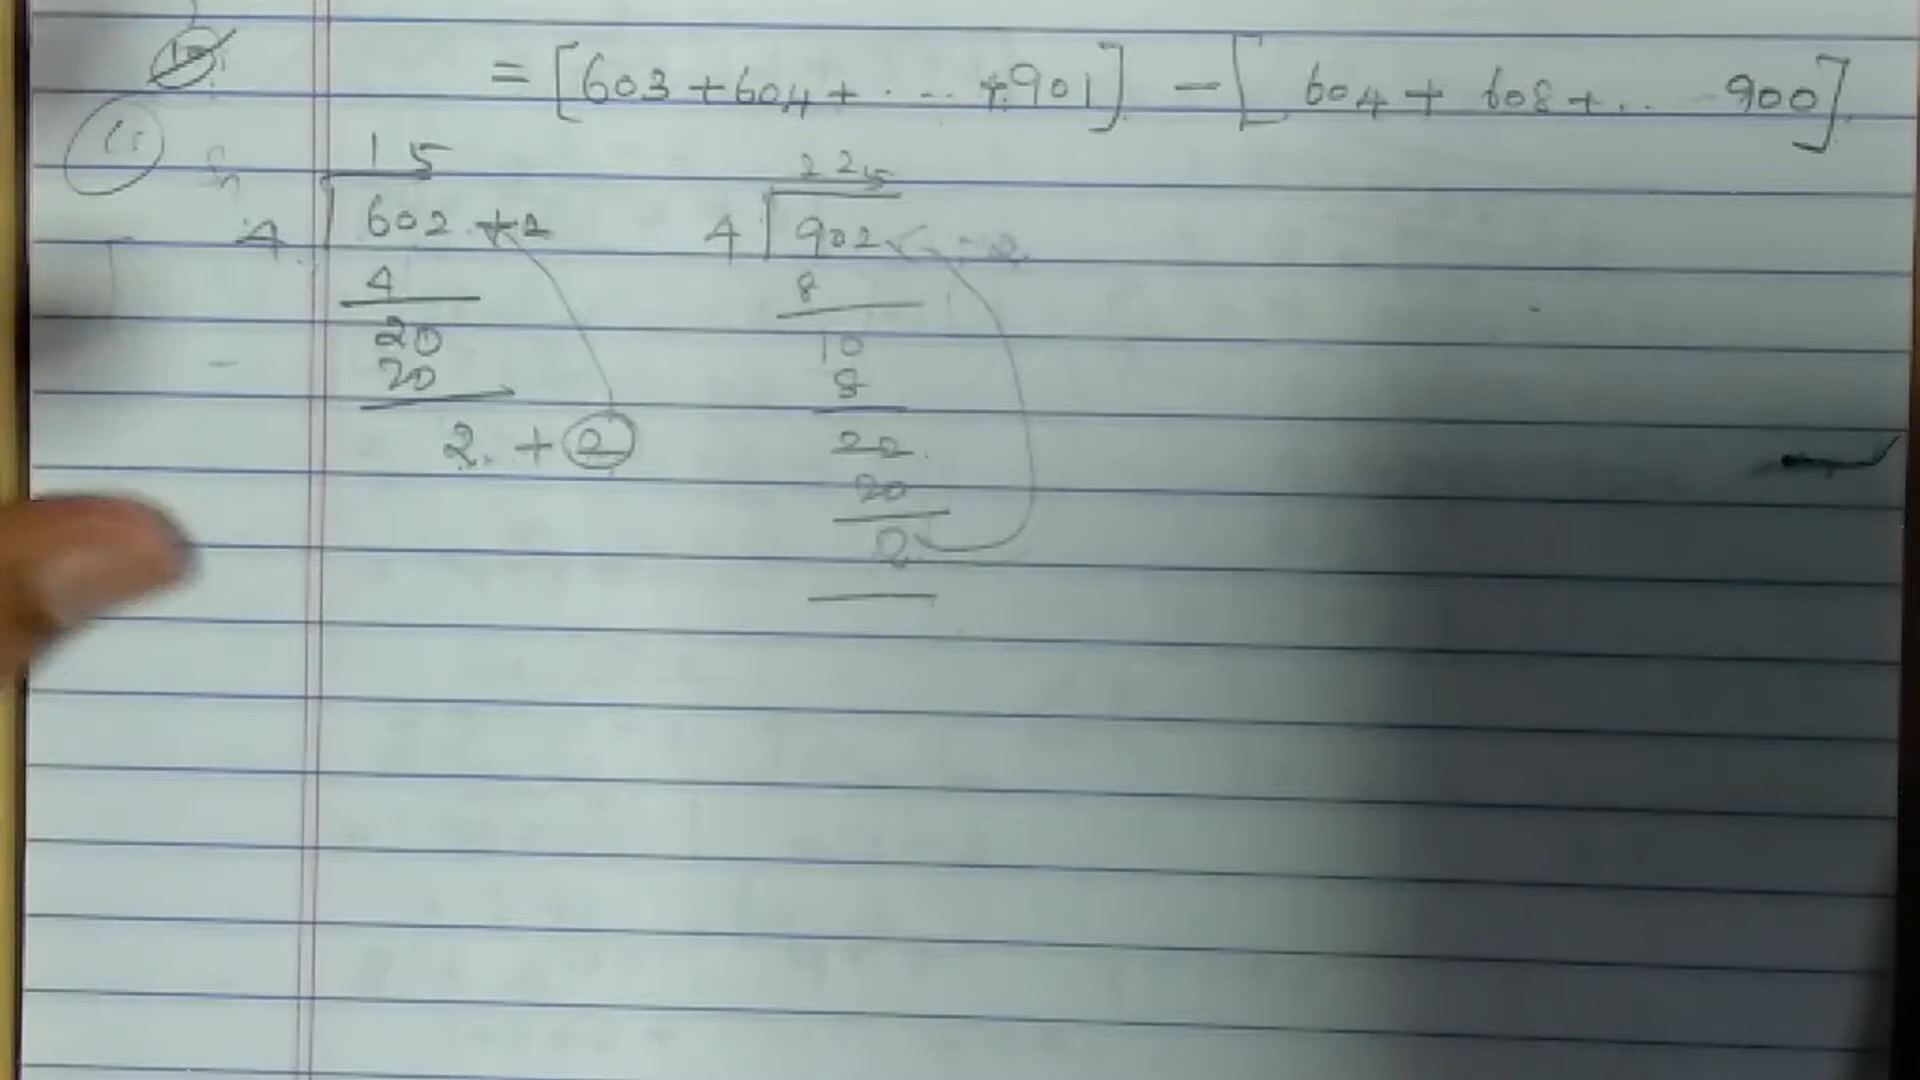 = [603 + 604 + ... + 901] - [604 + 608 + ... 900]
15
4 602 + 2
4
20
20
2 + 2
225
4 902 - 2
8
10
8
22
20
2